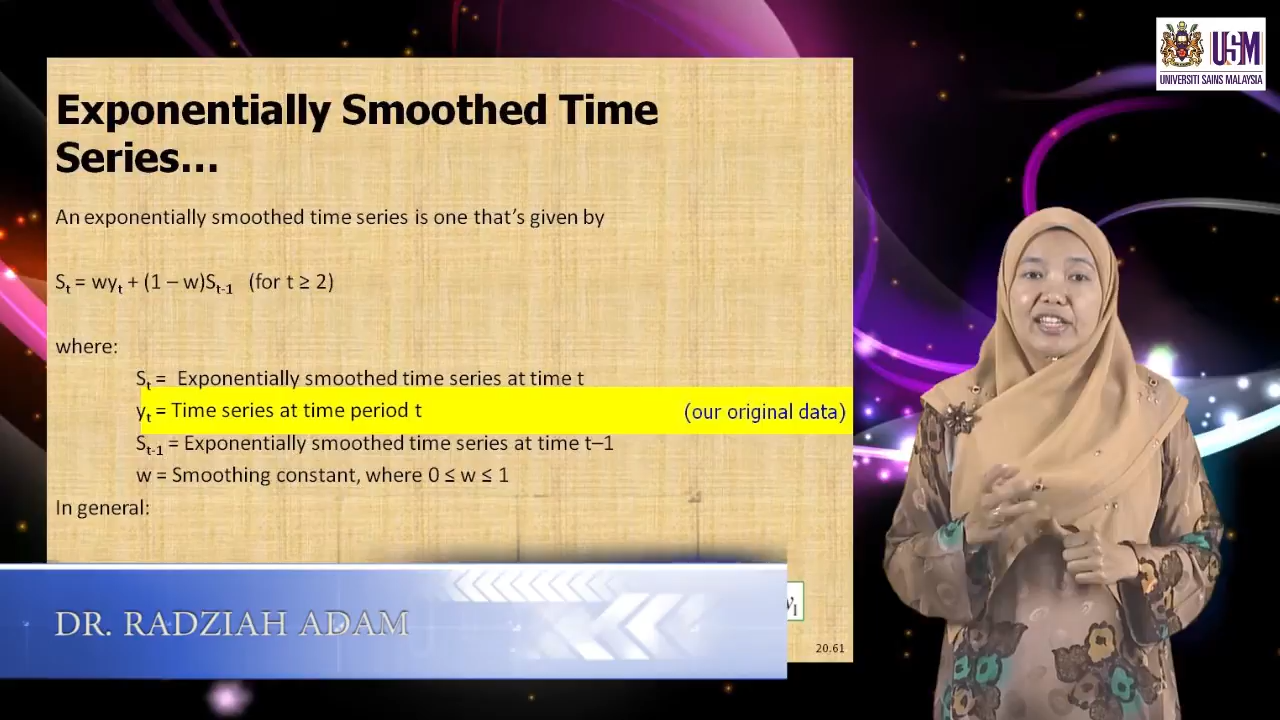 USM
UNIVERSITI SAINS MALAYSIA
Exponentially Smoothed Time
Series...
An exponentially smoothed time series is one that's given by
Sₜ = wyₜ + (1 – w)Sₜ₋₁ (for t ≥ 2)
where:
Sₜ = Exponentially smoothed time series at time t
yₜ = Time series at time period t (our original data)
Sₜ₋₁ = Exponentially smoothed time series at time t–1
w = Smoothing constant, where 0 ≤ w ≤ 1
In general:
DR. RADZIAH ADAM
20.61